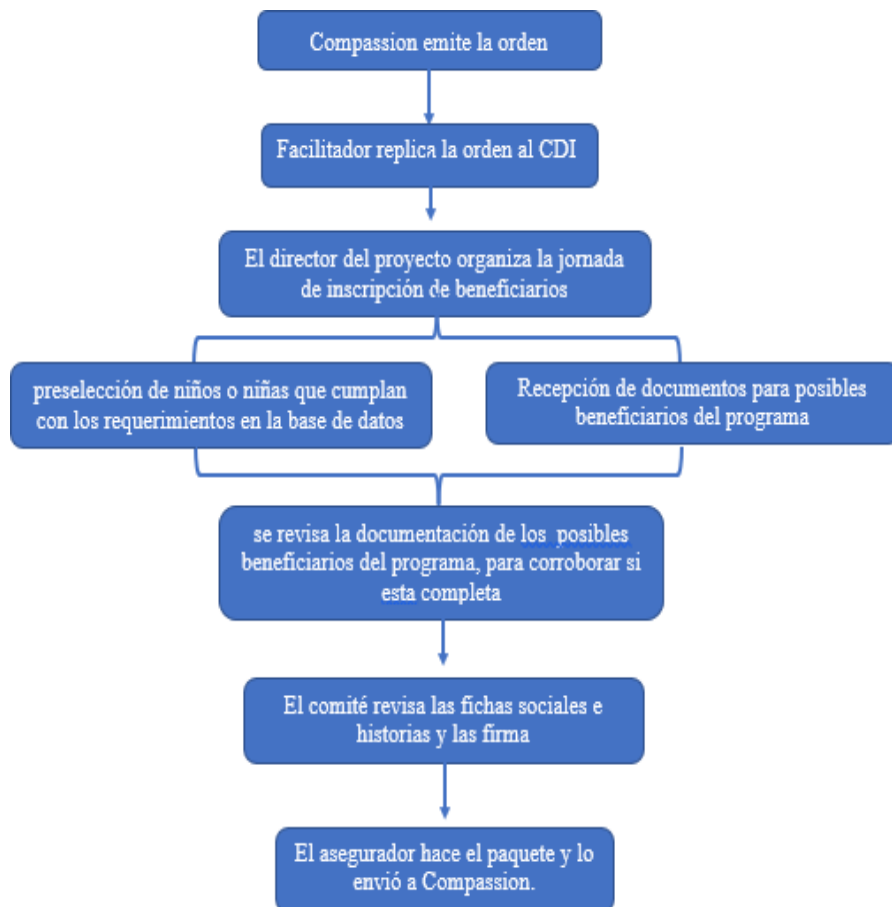 Compassion emite la orden
Facilitador replica la orden al CDI
El director del proyecto organiza la jornada
de inscripción de beneficiarios
preselección de niños o niñas que cumplan
con los requerimientos en la base de datos
Recepción de documentos para posibles
beneficiarios del programa
se revisa la documentación de los posibles
beneficiarios del programa, para corroborar si
esta completa
El comité revisa las fichas sociales e
historias y las firma
El asegurador hace el paquete y lo
envió a Compassion.